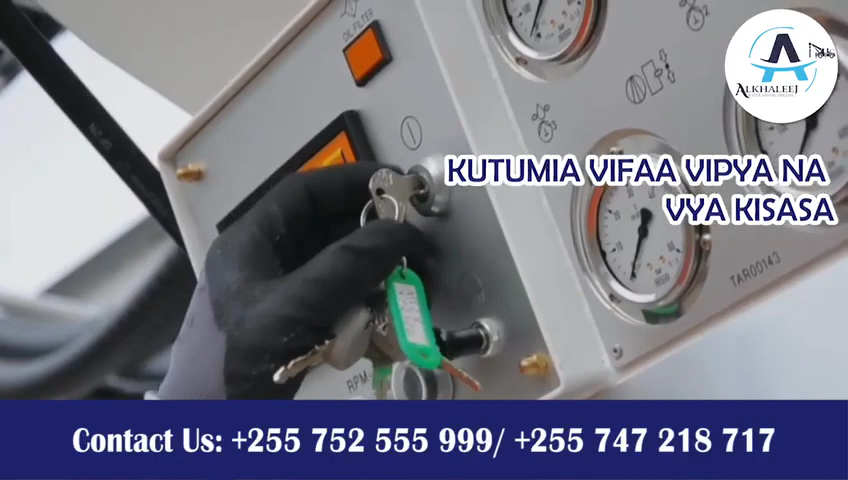 OIL FILTER
ALKHALEEJ
KUTUMIA VIFAA VIPYA NA
VYA KISASA
TAR00143
RPM
Contact Us: +255 752 555 999/ +255 747 218 717